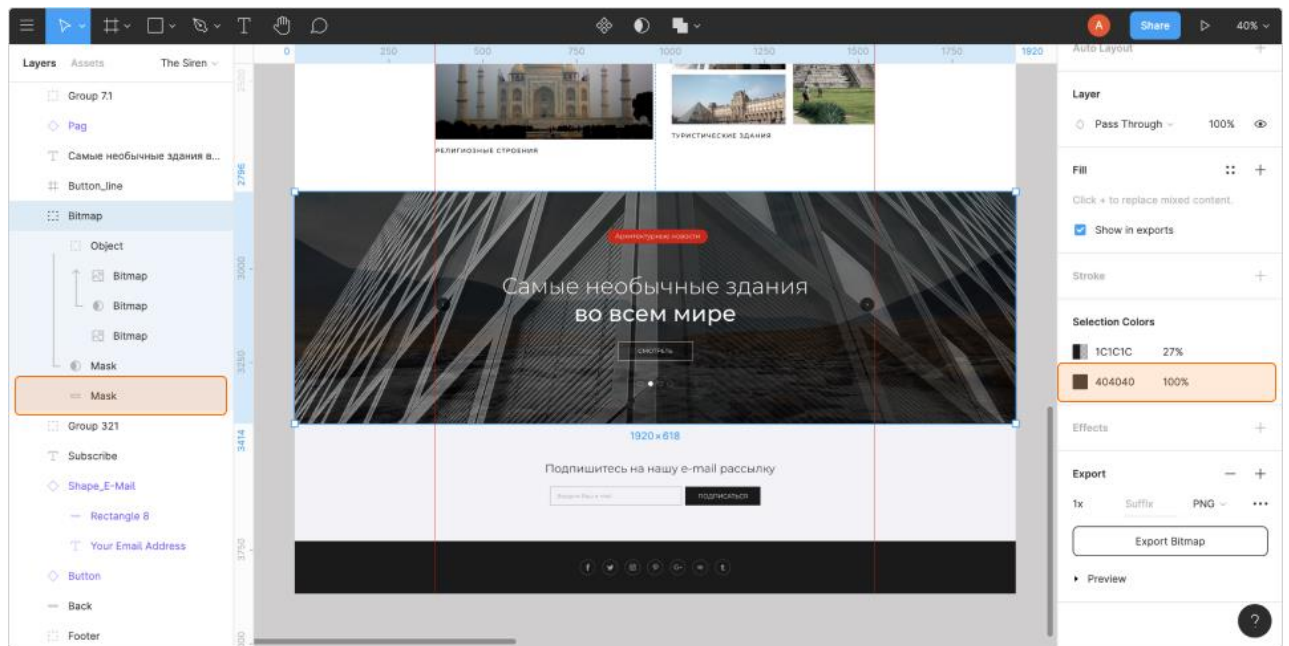 A
Share
40%
Layers
Assets
The Siren
0
250
500
750
1000
1250
1500
1750
1920
Auto Layout
Group 7.1
Pag
Самые необычные здания в...
Button_line
Bitmap
Object
Bitmap
Bitmap
Bitmap
Mask
Mask
Group 321
Subscribe
Shape_E-Mail
Rectangle 8
Your Email Address
Button
Back
Footer
2500
2796
3000
3250
3414
3750
РЕЛИГИОЗНЫЕ СТРОЕНИЯ
ТУРИСТИЧЕСКИЕ ЗДАНИЯ
Архитектурные новости
Самые необычные здания
во всем мире
СМОТРЕТЬ
1920 × 618
Подпишитесь на нашу e-mail рассылку
Введите Ваш e-mail
ПОДПИСАТЬСЯ
f
G+
t
Layer
Pass Through
100%
Fill
Click + to replace mixed content.
Show in exports
Stroke
Selection Colors
1C1C1C 27%
404040 100%
Effects
Export
1x Suffix PNG
Export Bitmap
Preview
?